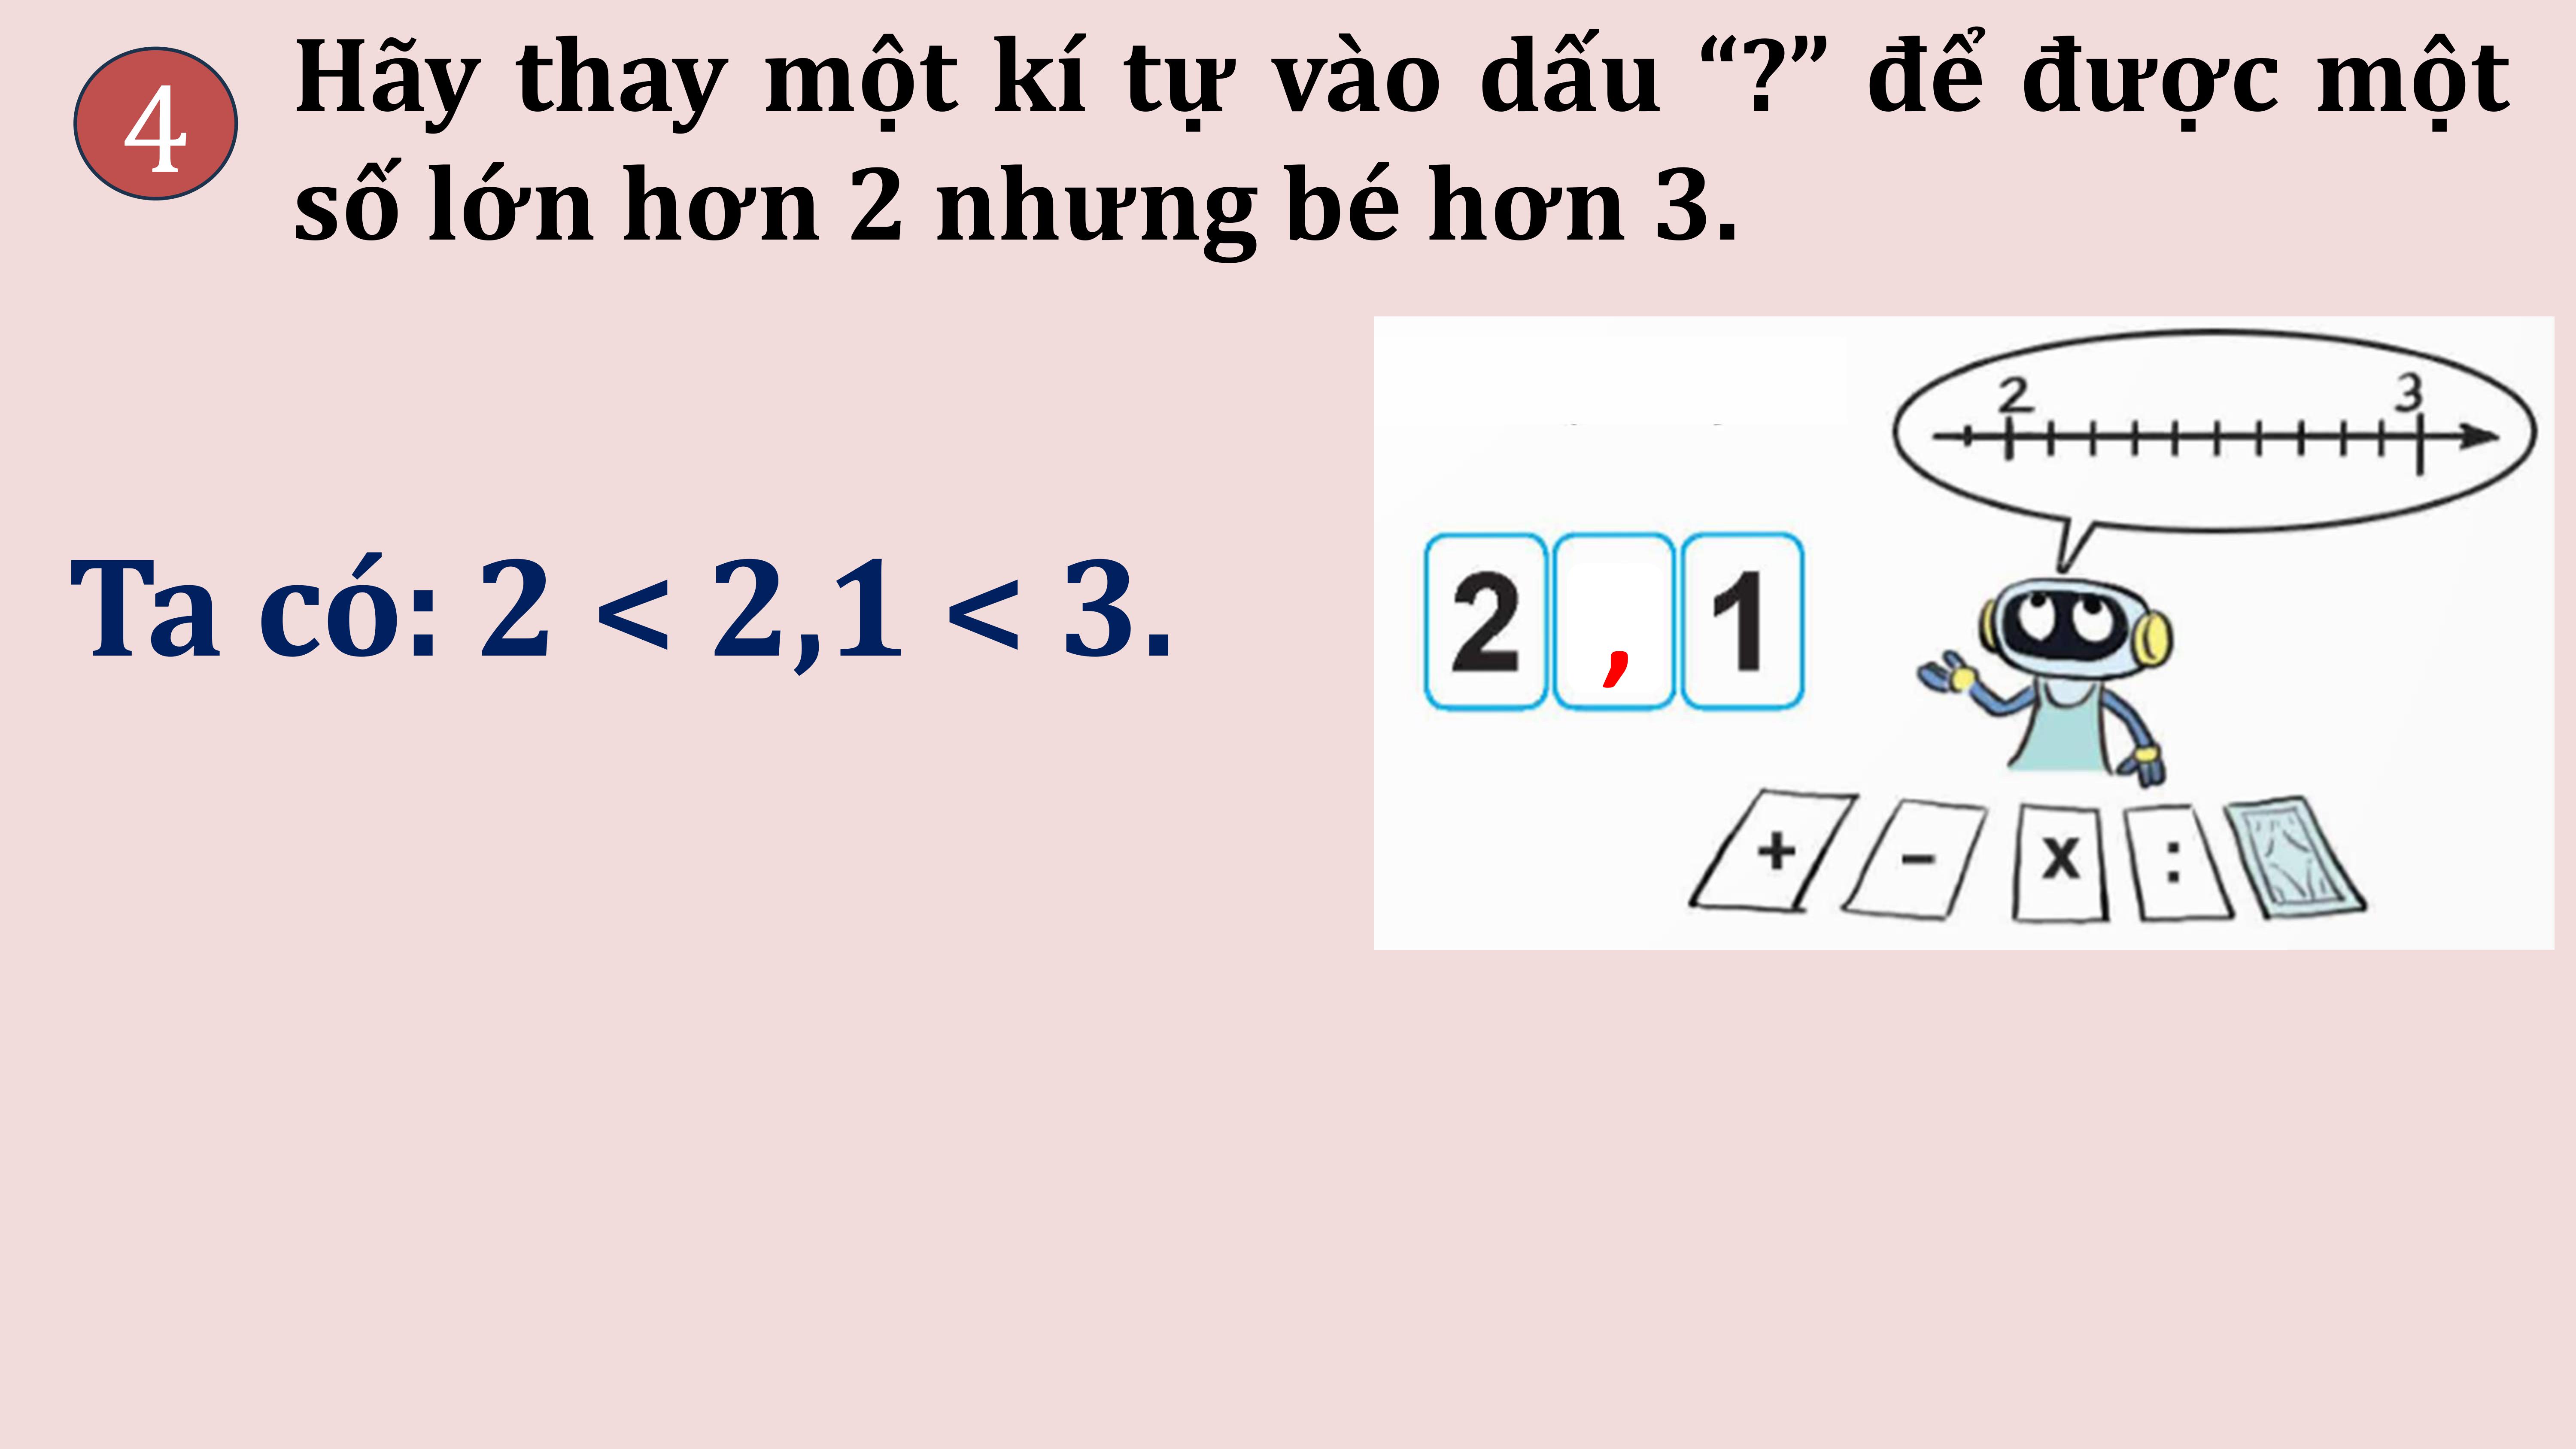 4
Hãy thay một kí tự vào dấu “?” để được một
số lớn hơn 2 nhưng bé hơn 3.
2 3
Ta có: 2 < 2,1 < 3.
2 , 1
+ − x :